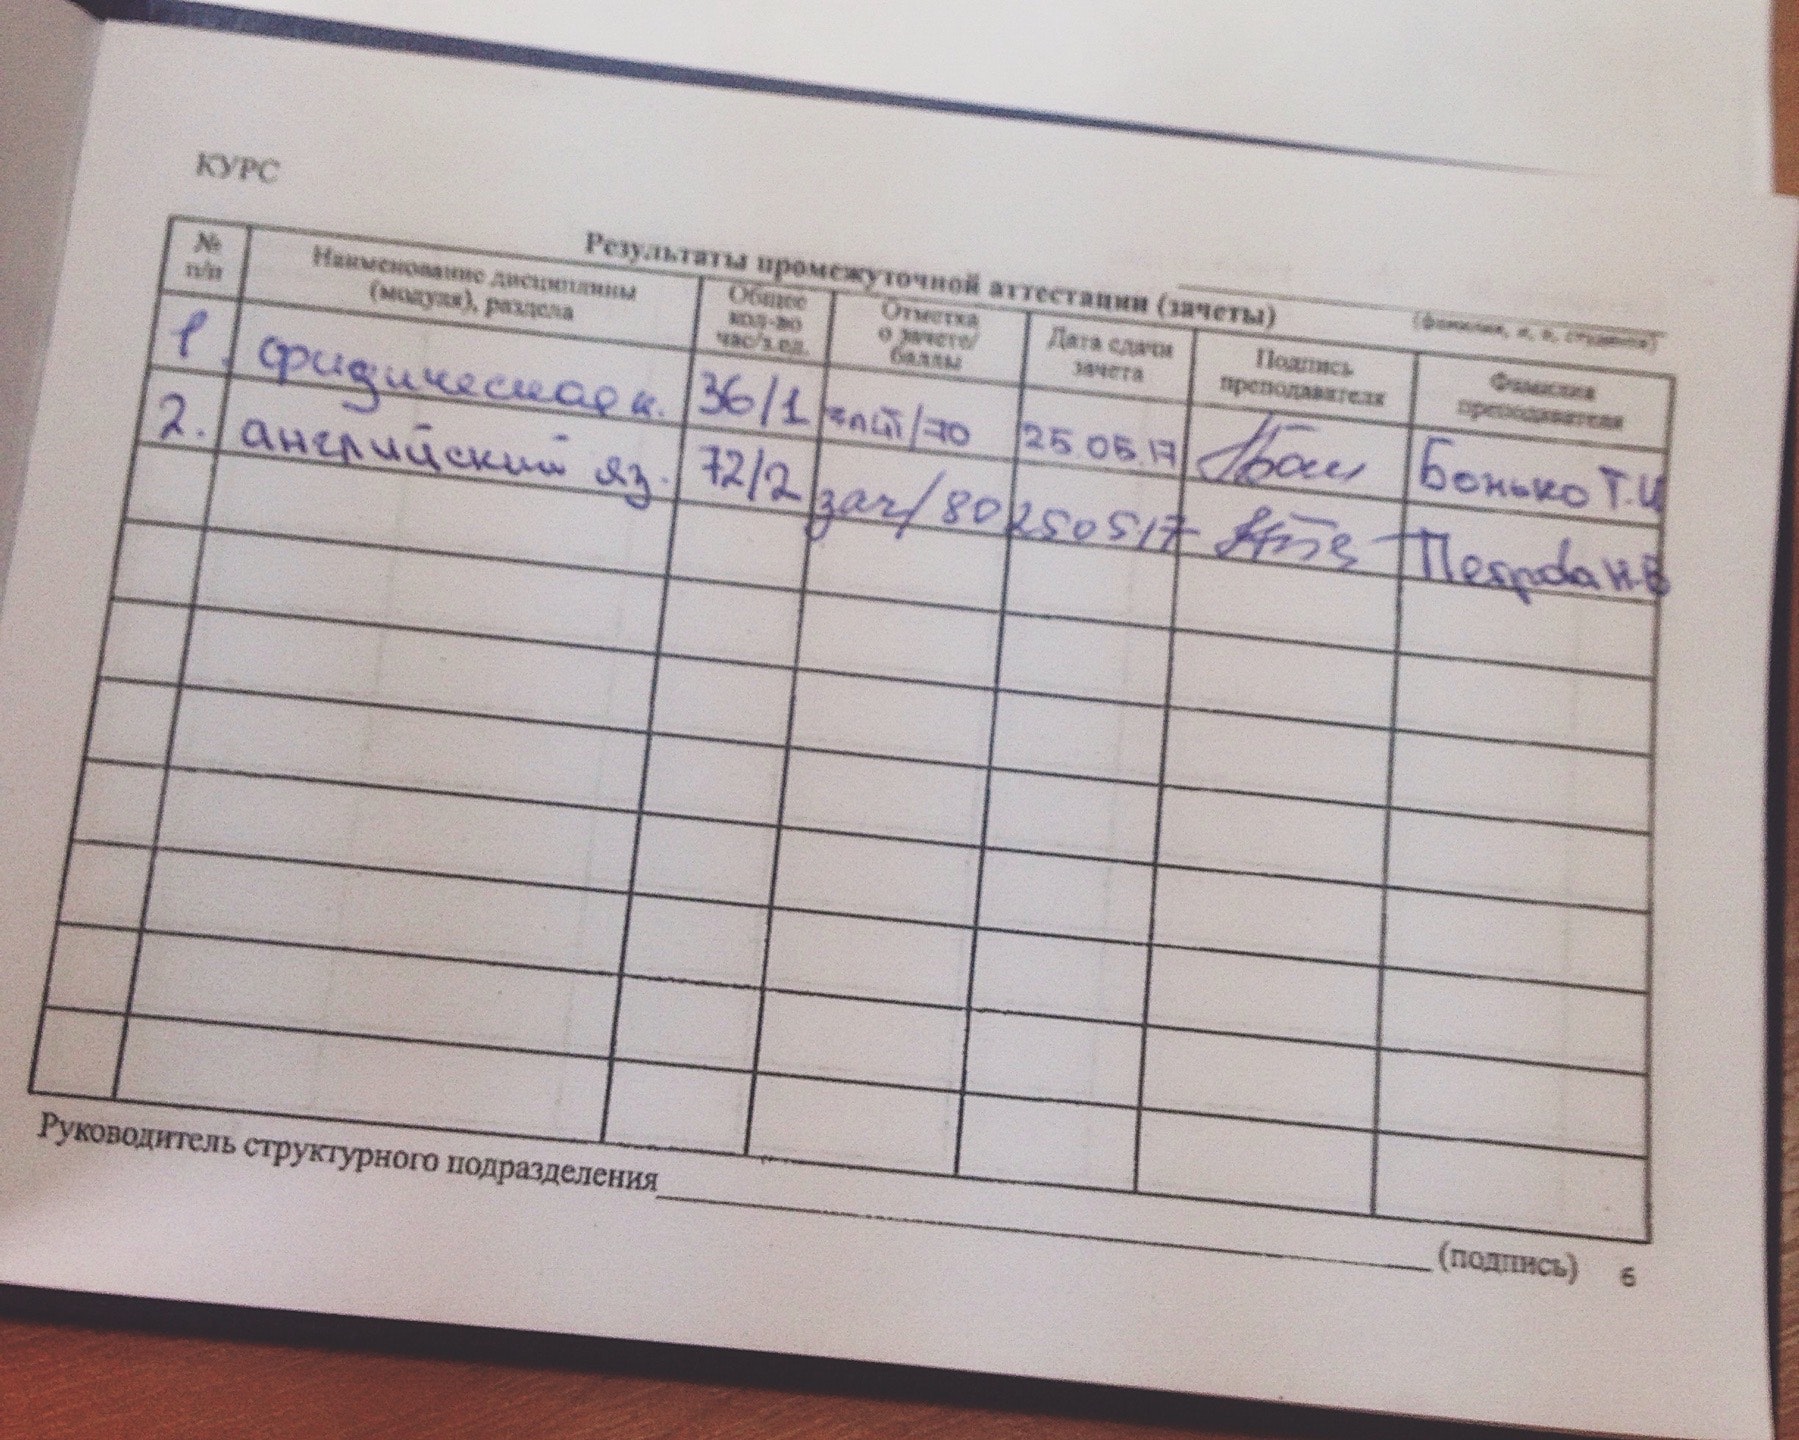 КУРС
Результаты промежуточной аттестации (зачеты)
(фамилия, и, о, студента)
№ п/п Наименование дисциплины (модуля), раздела Общее кол-во час/з.ед. Отметка о зачете/баллы Дата сдачи зачета Подпись преподавателя Фамилия преподавателя
1. физическая к. 36/1 /70 25.05.17 Бонько Т.И
2. английский яз. 72/2 зач/80 250517 Петрова Н.В
Руководитель структурного подразделения (подпись)
6